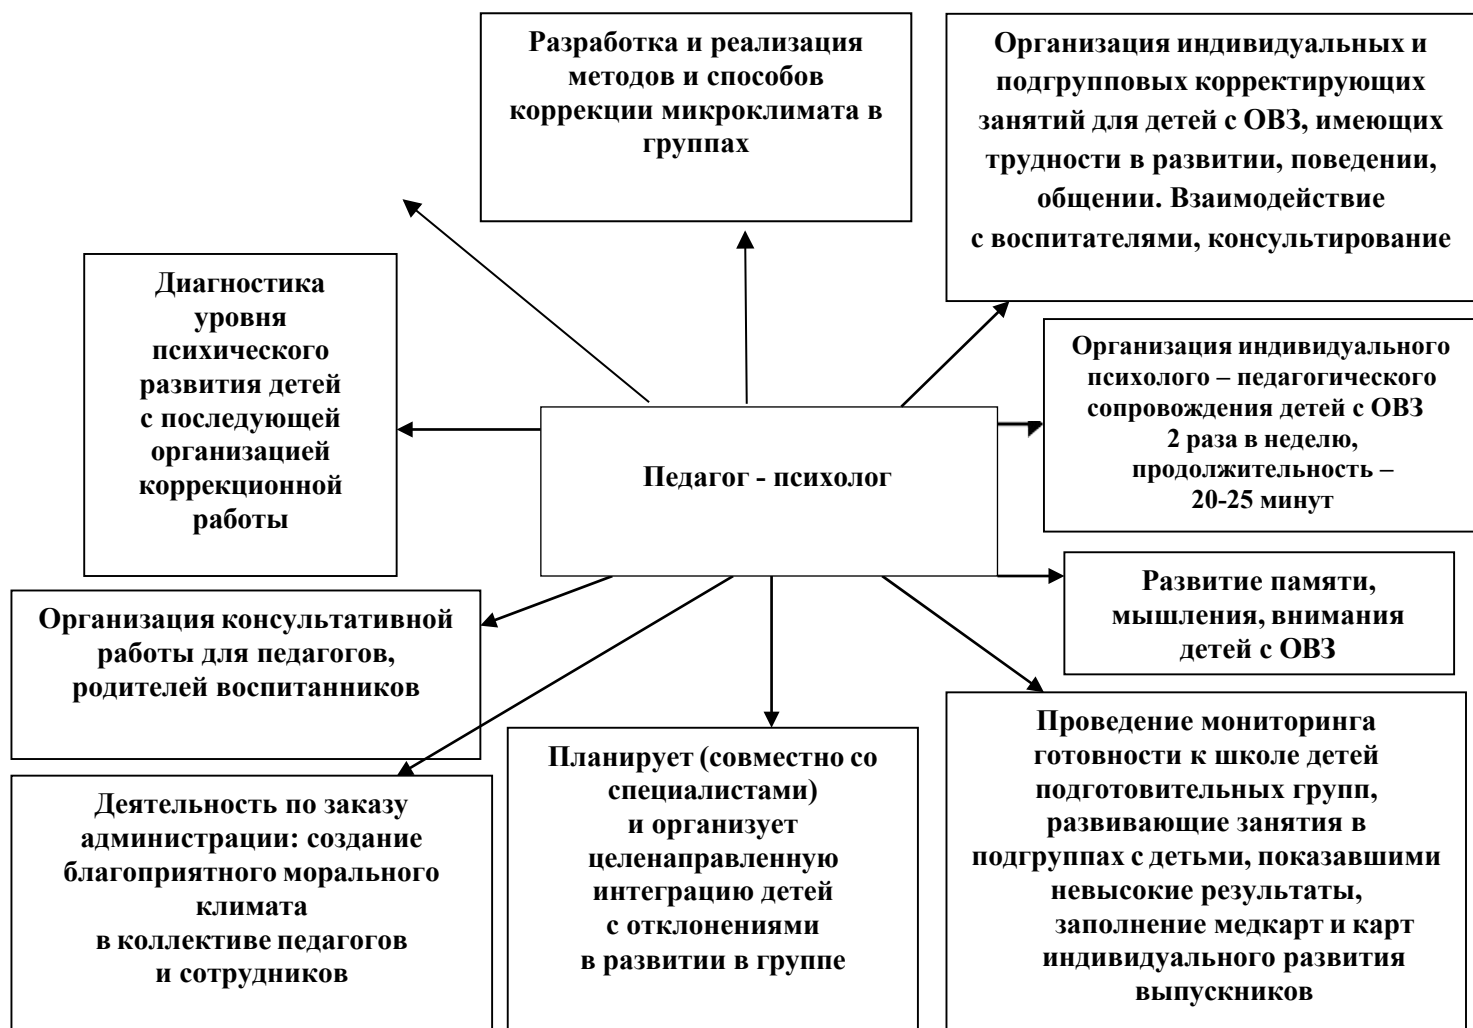 Разработка и реализация
методов и способов
коррекции микроклимата в
группах
Организация индивидуальных и
подгрупповых корректирующих
занятий для детей с ОВЗ, имеющих
трудности в развитии, поведении,
общении. Взаимодействие
с воспитателями, консультирование
Диагностика
уровня
психического
развития детей
с последующей
организацией
коррекционной
работы
Организация индивидуального
психолого – педагогического
сопровождения детей с ОВЗ
2 раза в неделю,
продолжительность –
20-25 минут
Педагог - психолог
Развитие памяти,
мышления, внимания
детей с ОВЗ
Организация консультативной
работы для педагогов,
родителей воспитанников
Деятельность по заказу
администрации: создание
благоприятного морального
климата
в коллективе педагогов
и сотрудников
Планирует (совместно со
специалистами)
и организует
целенаправленную
интеграцию детей
с отклонениями
в развитии в группе
Проведение мониторинга
готовности к школе детей
подготовительных групп,
развивающие занятия в
подгруппах с детьми, показавшими
невысокие результаты,
заполнение медкарт и карт
индивидуального развития
выпускников